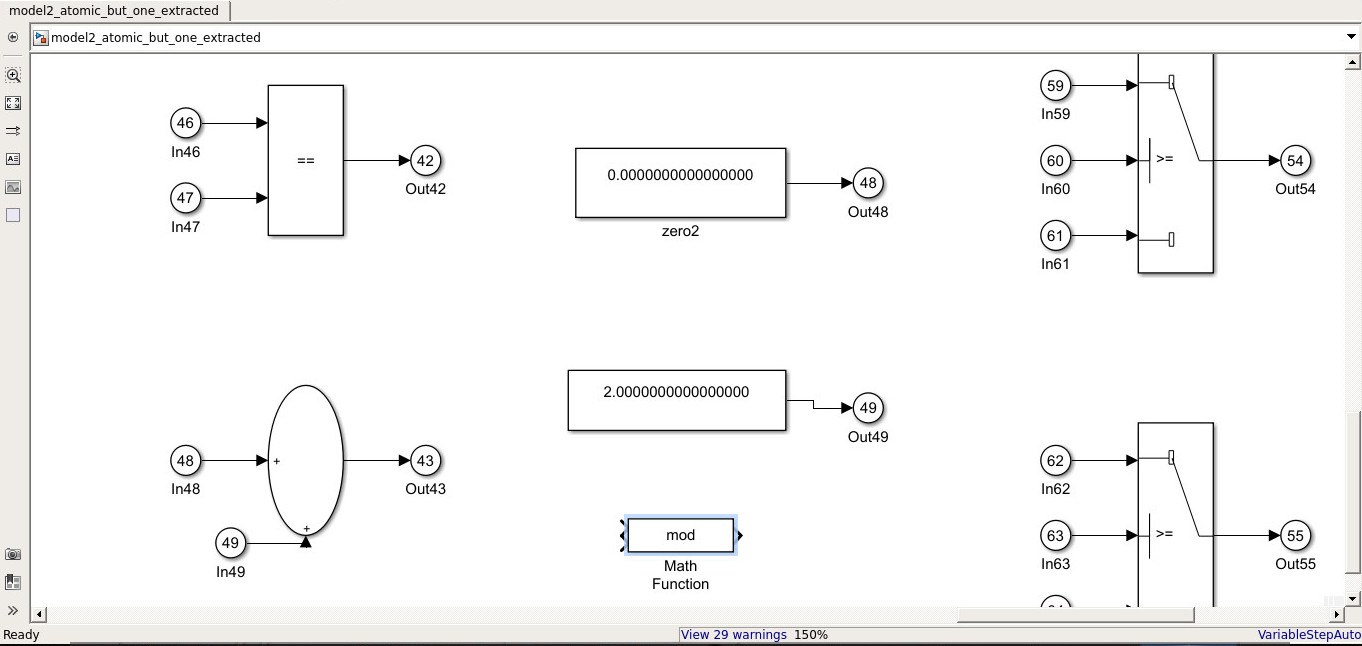 model2_atomic_but_one_extracted
model2_atomic_but_one_extracted
46
In46
47
In47
==
42
Out42
0.0000000000000000
zero2
48
Out48
59
In59
60
In60
61
In61
>=
54
Out54
48
In48
49
In49
+
+
43
Out43
2.0000000000000000
49
Out49
mod
Math
Function
62
In62
63
In63
>=
55
Out55
Ready
View 29 warnings 150%
VariableStepAuto